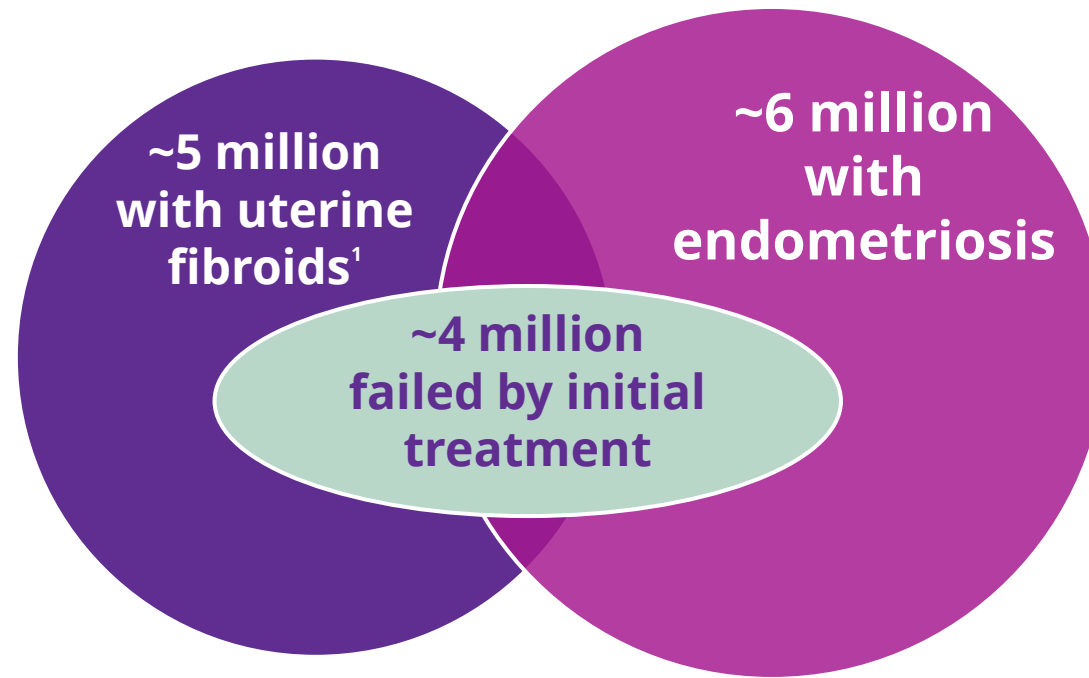 ~5 million
with uterine
fibroids¹
~6 million
with
endometriosis
~4 million
failed by initial
treatment